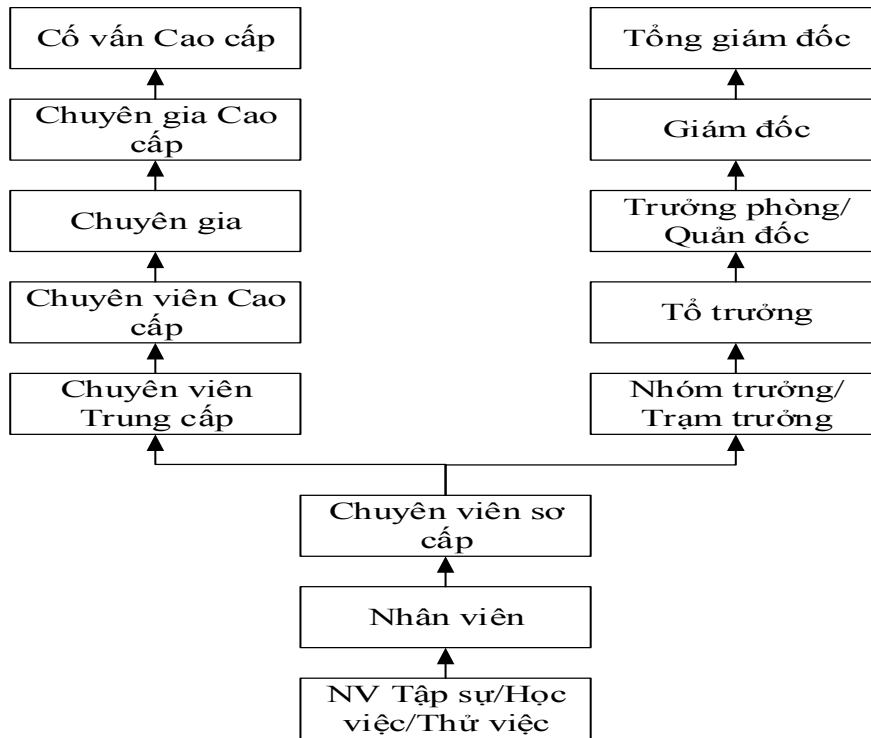 Cố vấn Cao cấp
Tổng giám đốc
Chuyên gia Cao
cấp
Giám đốc
Chuyên gia
Trưởng phòng/
Quản đốc
Chuyên viên Cao
cấp
Tổ trưởng
Chuyên viên
Trung cấp
Nhóm trưởng/
Trạm trưởng
Chuyên viên sơ
cấp
Nhân viên
NV Tập sự/Học
việc/Thử việc